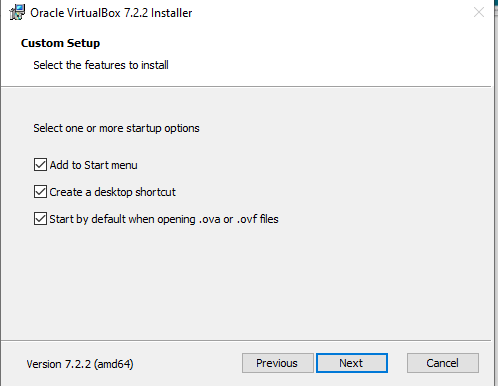 Oracle VirtualBox 7.2.2 Installer
Custom Setup
Select the features to install
Select one or more startup options
Add to Start menu
Create a desktop shortcut
Start by default when opening .ova or .ovf files
Version 7.2.2 (amd64)
Previous
Next
Cancel